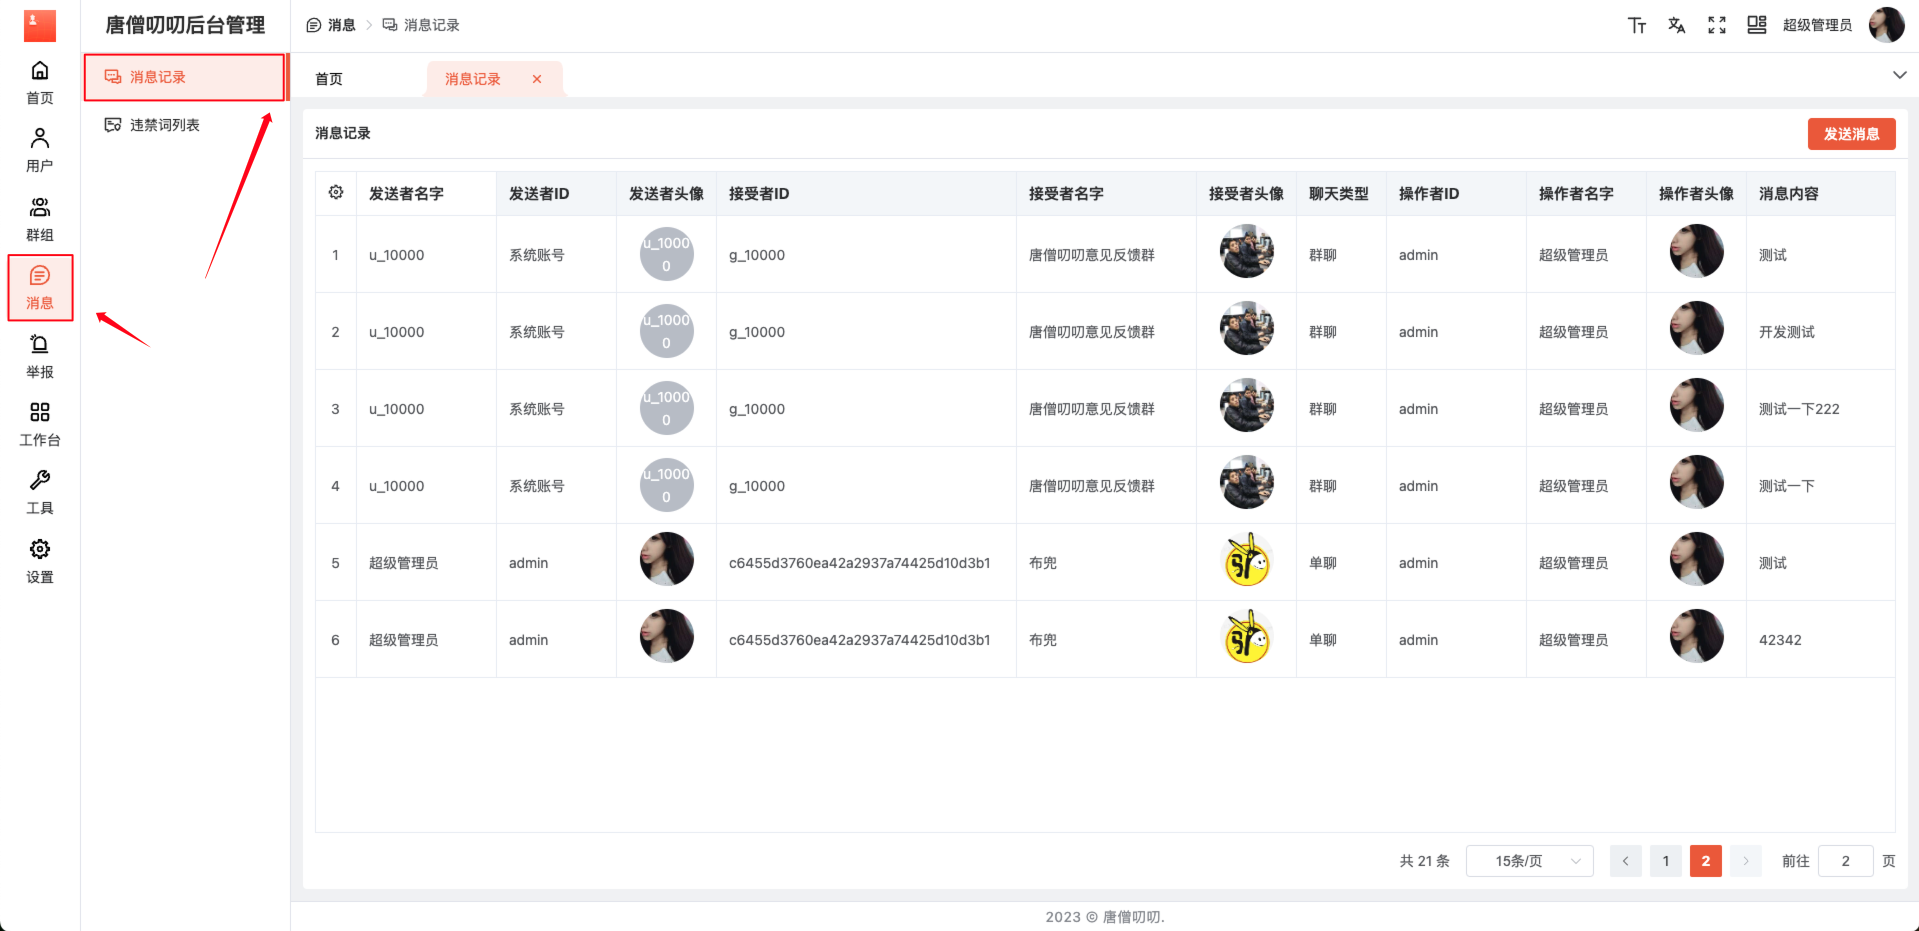 唐僧叨叨后台管理
消息 消息记录
超级管理员
首页
用户
群组
消息
举报
工作台
工具
设置
消息记录
违禁词列表
首页 消息记录
消息记录
发送消息
发送者名字 发送者ID 发送者头像 接受者ID 接受者名字 接受者头像 聊天类型 操作者ID 操作者名字 操作者头像 消息内容
1 u_10000 系统账号 u_10000 g_10000 唐僧叨叨意见反馈群 群聊 admin 超级管理员 测试
2 u_10000 系统账号 u_10000 g_10000 唐僧叨叨意见反馈群 群聊 admin 超级管理员 开发测试
3 u_10000 系统账号 u_10000 g_10000 唐僧叨叨意见反馈群 群聊 admin 超级管理员 测试一下222
4 u_10000 系统账号 u_10000 g_10000 唐僧叨叨意见反馈群 群聊 admin 超级管理员 测试一下
5 超级管理员 admin c6455d3760ea42a2937a74425d10d3b1 布兜 单聊 admin 超级管理员 测试
6 超级管理员 admin c6455d3760ea42a2937a74425d10d3b1 布兜 单聊 admin 超级管理员 42342
共 21 条 15条/页 1 2 前往 2 页
2023 © 唐僧叨叨.